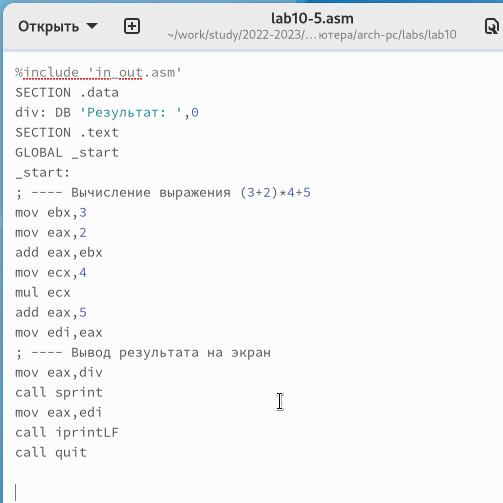 Открыть
lab10-5.asm
~/work/study/2022-2023/…ютера/arch-pc/labs/lab10
%include 'in_out.asm'
SECTION .data
div: DB 'Результат: ',0
SECTION .text
GLOBAL _start
_start:
; ---- Вычисление выражения (3+2)*4+5
mov ebx,3
mov eax,2
add eax,ebx
mov ecx,4
mul ecx
add eax,5
mov edi,eax
; ---- Вывод результата на экран
mov eax,div
call sprint
mov eax,edi
call iprintLF
call quit